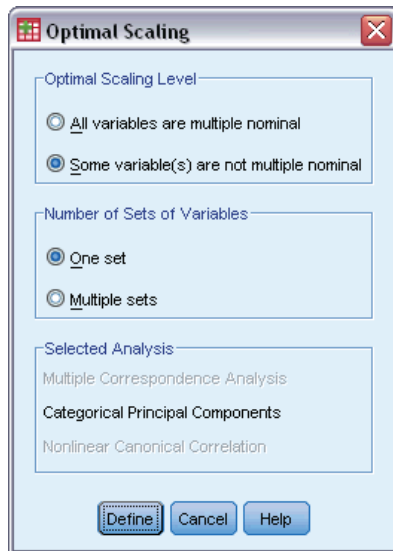 Optimal Scaling
Optimal Scaling Level
All variables are multiple nominal
Some variable(s) are not multiple nominal
Number of Sets of Variables
One set
Multiple sets
Selected Analysis
Multiple Correspondence Analysis
Categorical Principal Components
Nonlinear Canonical Correlation
Define Cancel Help